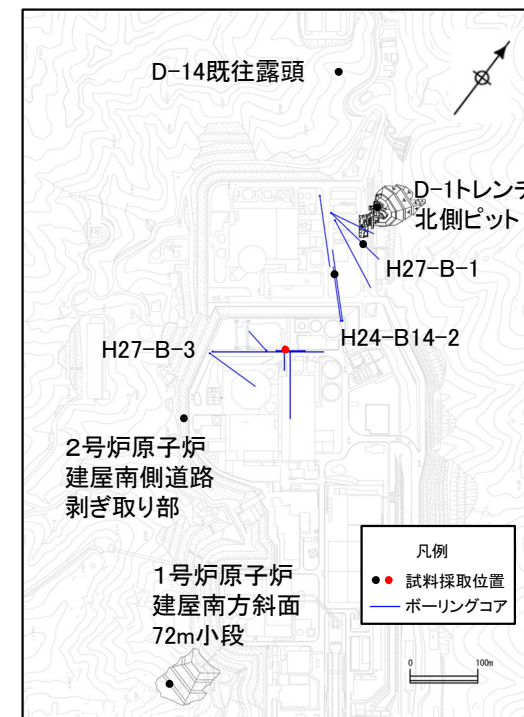 D-14既往露頭
D-1トレンチ
北側ピット
H27-B-1
H24-B14-2
H27-B-3
2号炉原子炉
建屋南側道路
剥ぎ取り部
1号炉原子炉
建屋南方斜面
72m小段
凡例
試料採取位置
ボーリングコア
0 100m